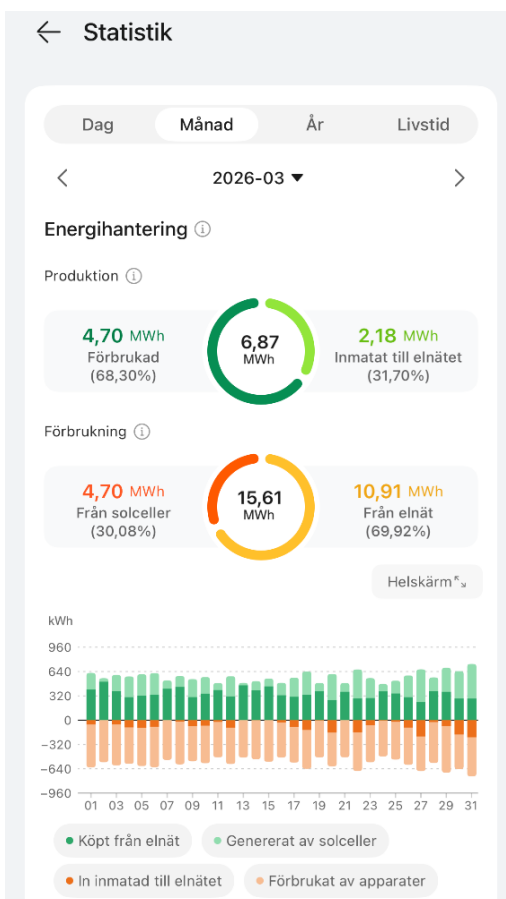 Statistik
Dag Månad År Livstid
2026-03
Energihantering
Produktion
4,70 MWh
Förbrukad
(68,30%)
6,87
MWh
2,18 MWh
Inmatat till elnätet
(31,70%)
Förbrukning
4,70 MWh
Från solceller
(30,08%)
15,61
MWh
10,91 MWh
Från elnät
(69,92%)
Helskärm
kWh
960
640
320
0
-320
-640
-960
01 03 05 07 09 11 13 15 17 19 21 23 25 27 29 31
Köpt från elnät
Genererat av solceller
In inmatad till elnätet
Förbrukat av apparater